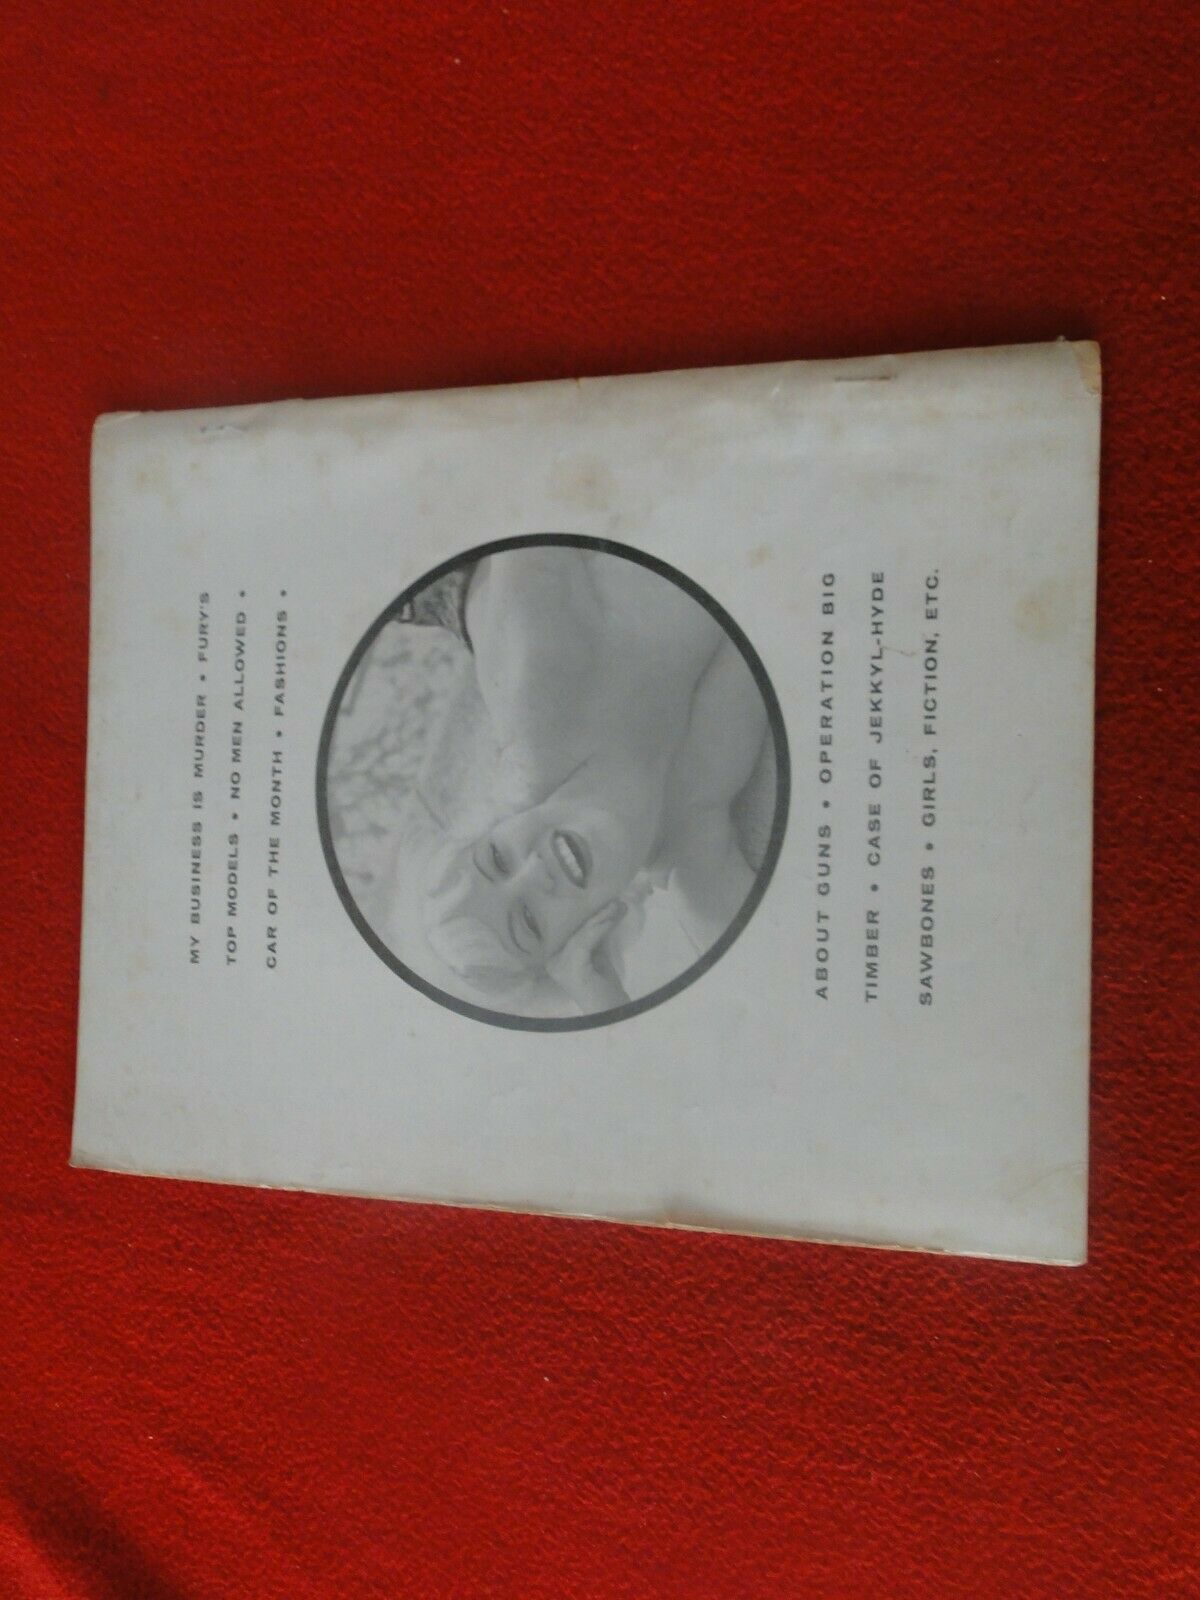 MY BUSINESS IS MURDER • FURY'S
TOP MODELS • NO MEN ALLOWED •
CAR OF THE MONTH • FASHIONS •
ABOUT GUNS • OPERATION BIG
TIMBER • CASE OF JEKKYL-HYDE
SAWBONES • GIRLS, FICTION, ETC.